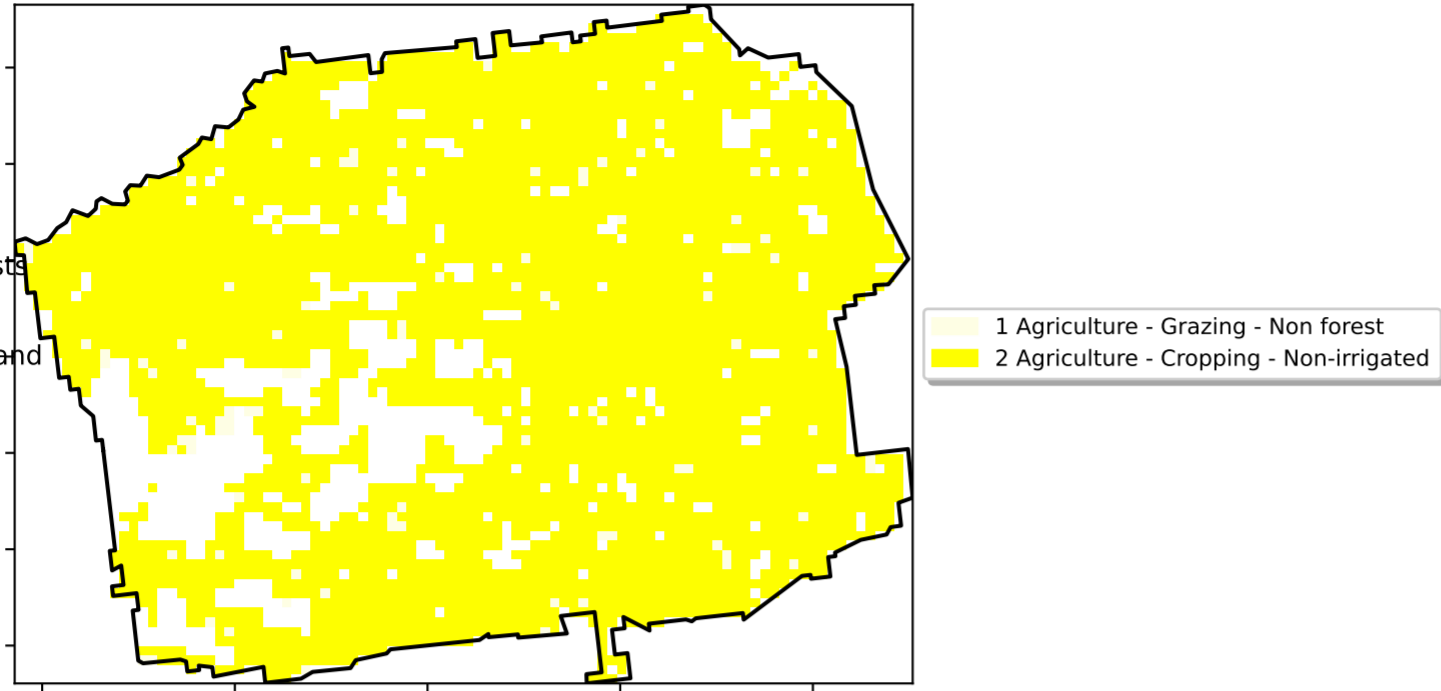 sts
and
1 Agriculture - Grazing - Non forest
2 Agriculture - Cropping - Non-irrigated